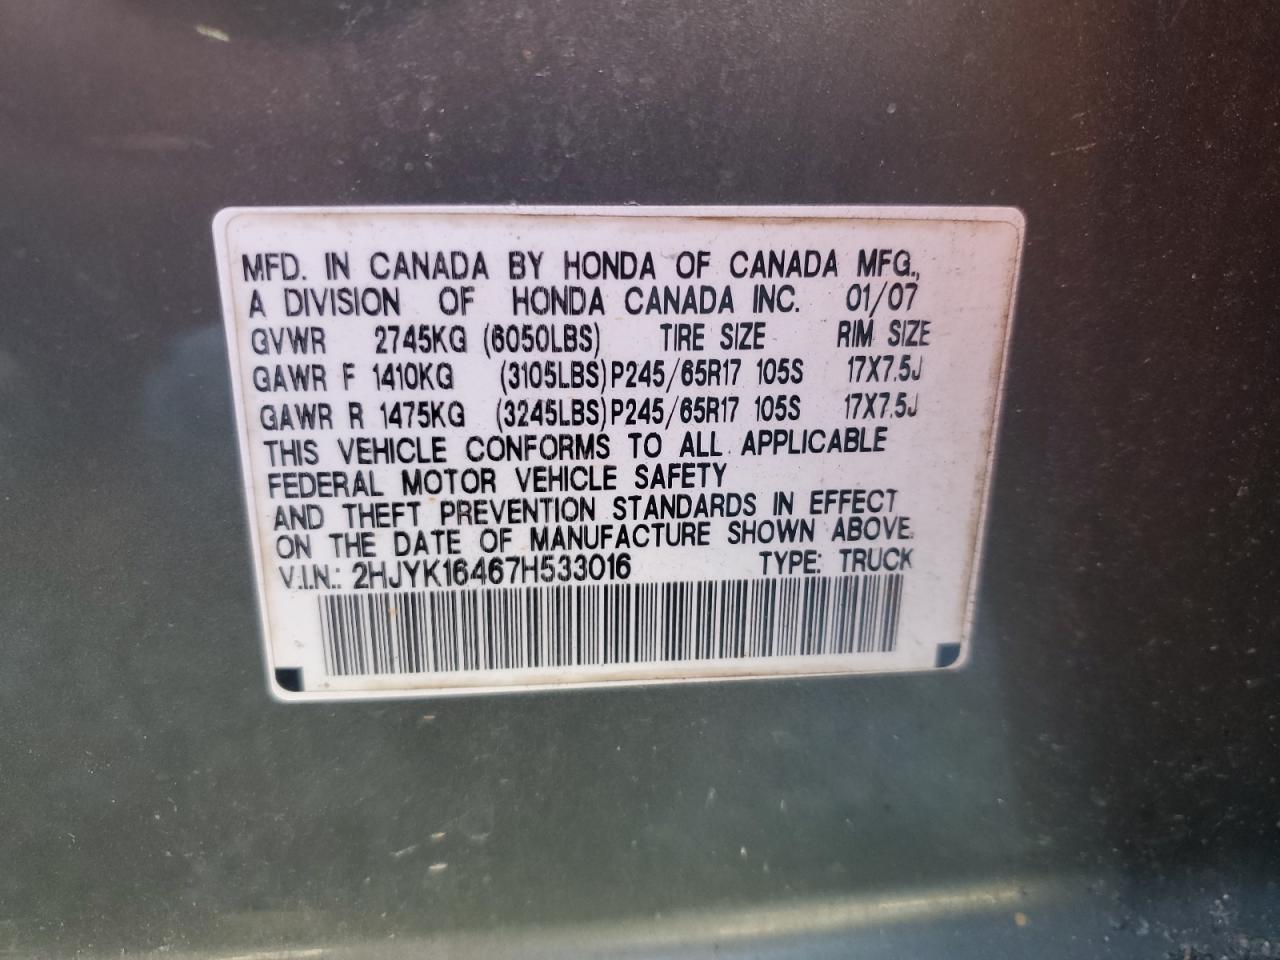 MFD. IN CANADA BY HONDA OF CANADA MFG.,
A DIVISION OF HONDA CANADA INC. 01/07
GVWR 2745KG (6050LBS) TIRE SIZE RIM SIZE
GAWR F 1410KG (3105LBS) P245/65R17 105S 17X7.5J
GAWR R 1475KG (3245LBS) P245/65R17 105S 17X7.5J
THIS VEHICLE CONFORMS TO ALL APPLICABLE
FEDERAL MOTOR VEHICLE SAFETY
AND THEFT PREVENTION STANDARDS IN EFFECT
ON THE DATE OF MANUFACTURE SHOWN ABOVE.
V.I.N.: 2HJYK16467H533016 TYPE: TRUCK